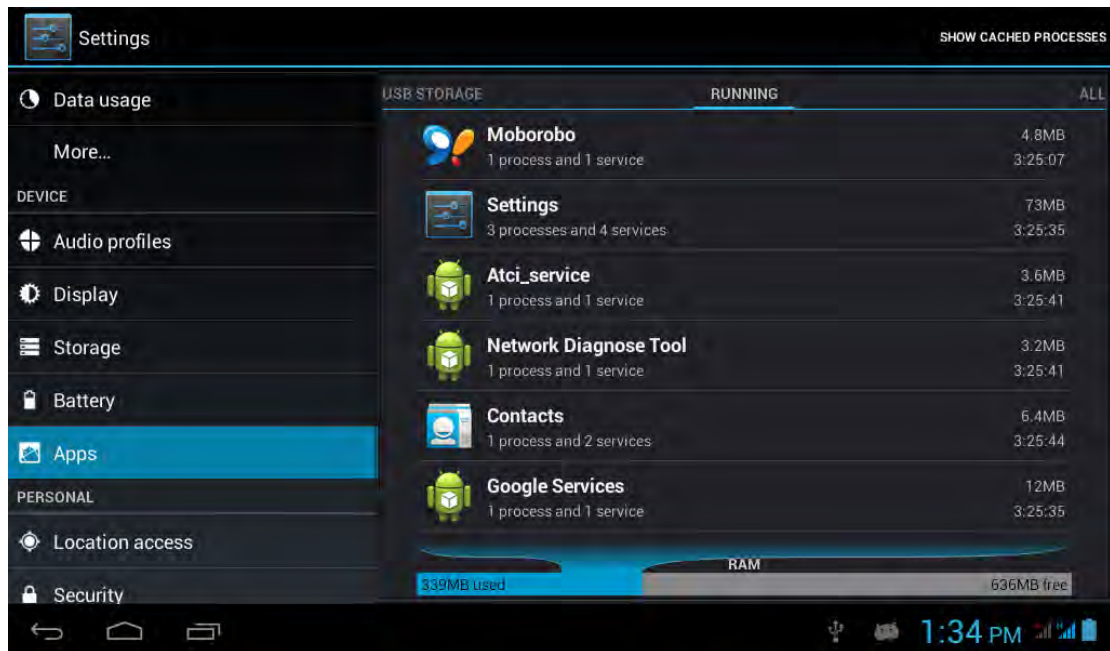 Settings
SHOW CACHED PROCESSES
Data usage
More...
DEVICE
Audio profiles
Display
Storage
Battery
Apps
PERSONAL
Location access
Security
USB STORAGE
RUNNING
ALL
Moborobo
4.8MB
1 process and 1 service
3:25:07
Settings
73MB
3 processes and 4 services
3:25:35
Atci_service
3.6MB
1 process and 1 service
3:25:41
Network Diagnose Tool
3.2MB
1 process and 1 service
3:25:41
Contacts
6.4MB
1 process and 2 services
3:25:44
Google Services
12MB
1 process and 1 service
3:25:35
RAM
339MB used
636MB free
1:34 PM